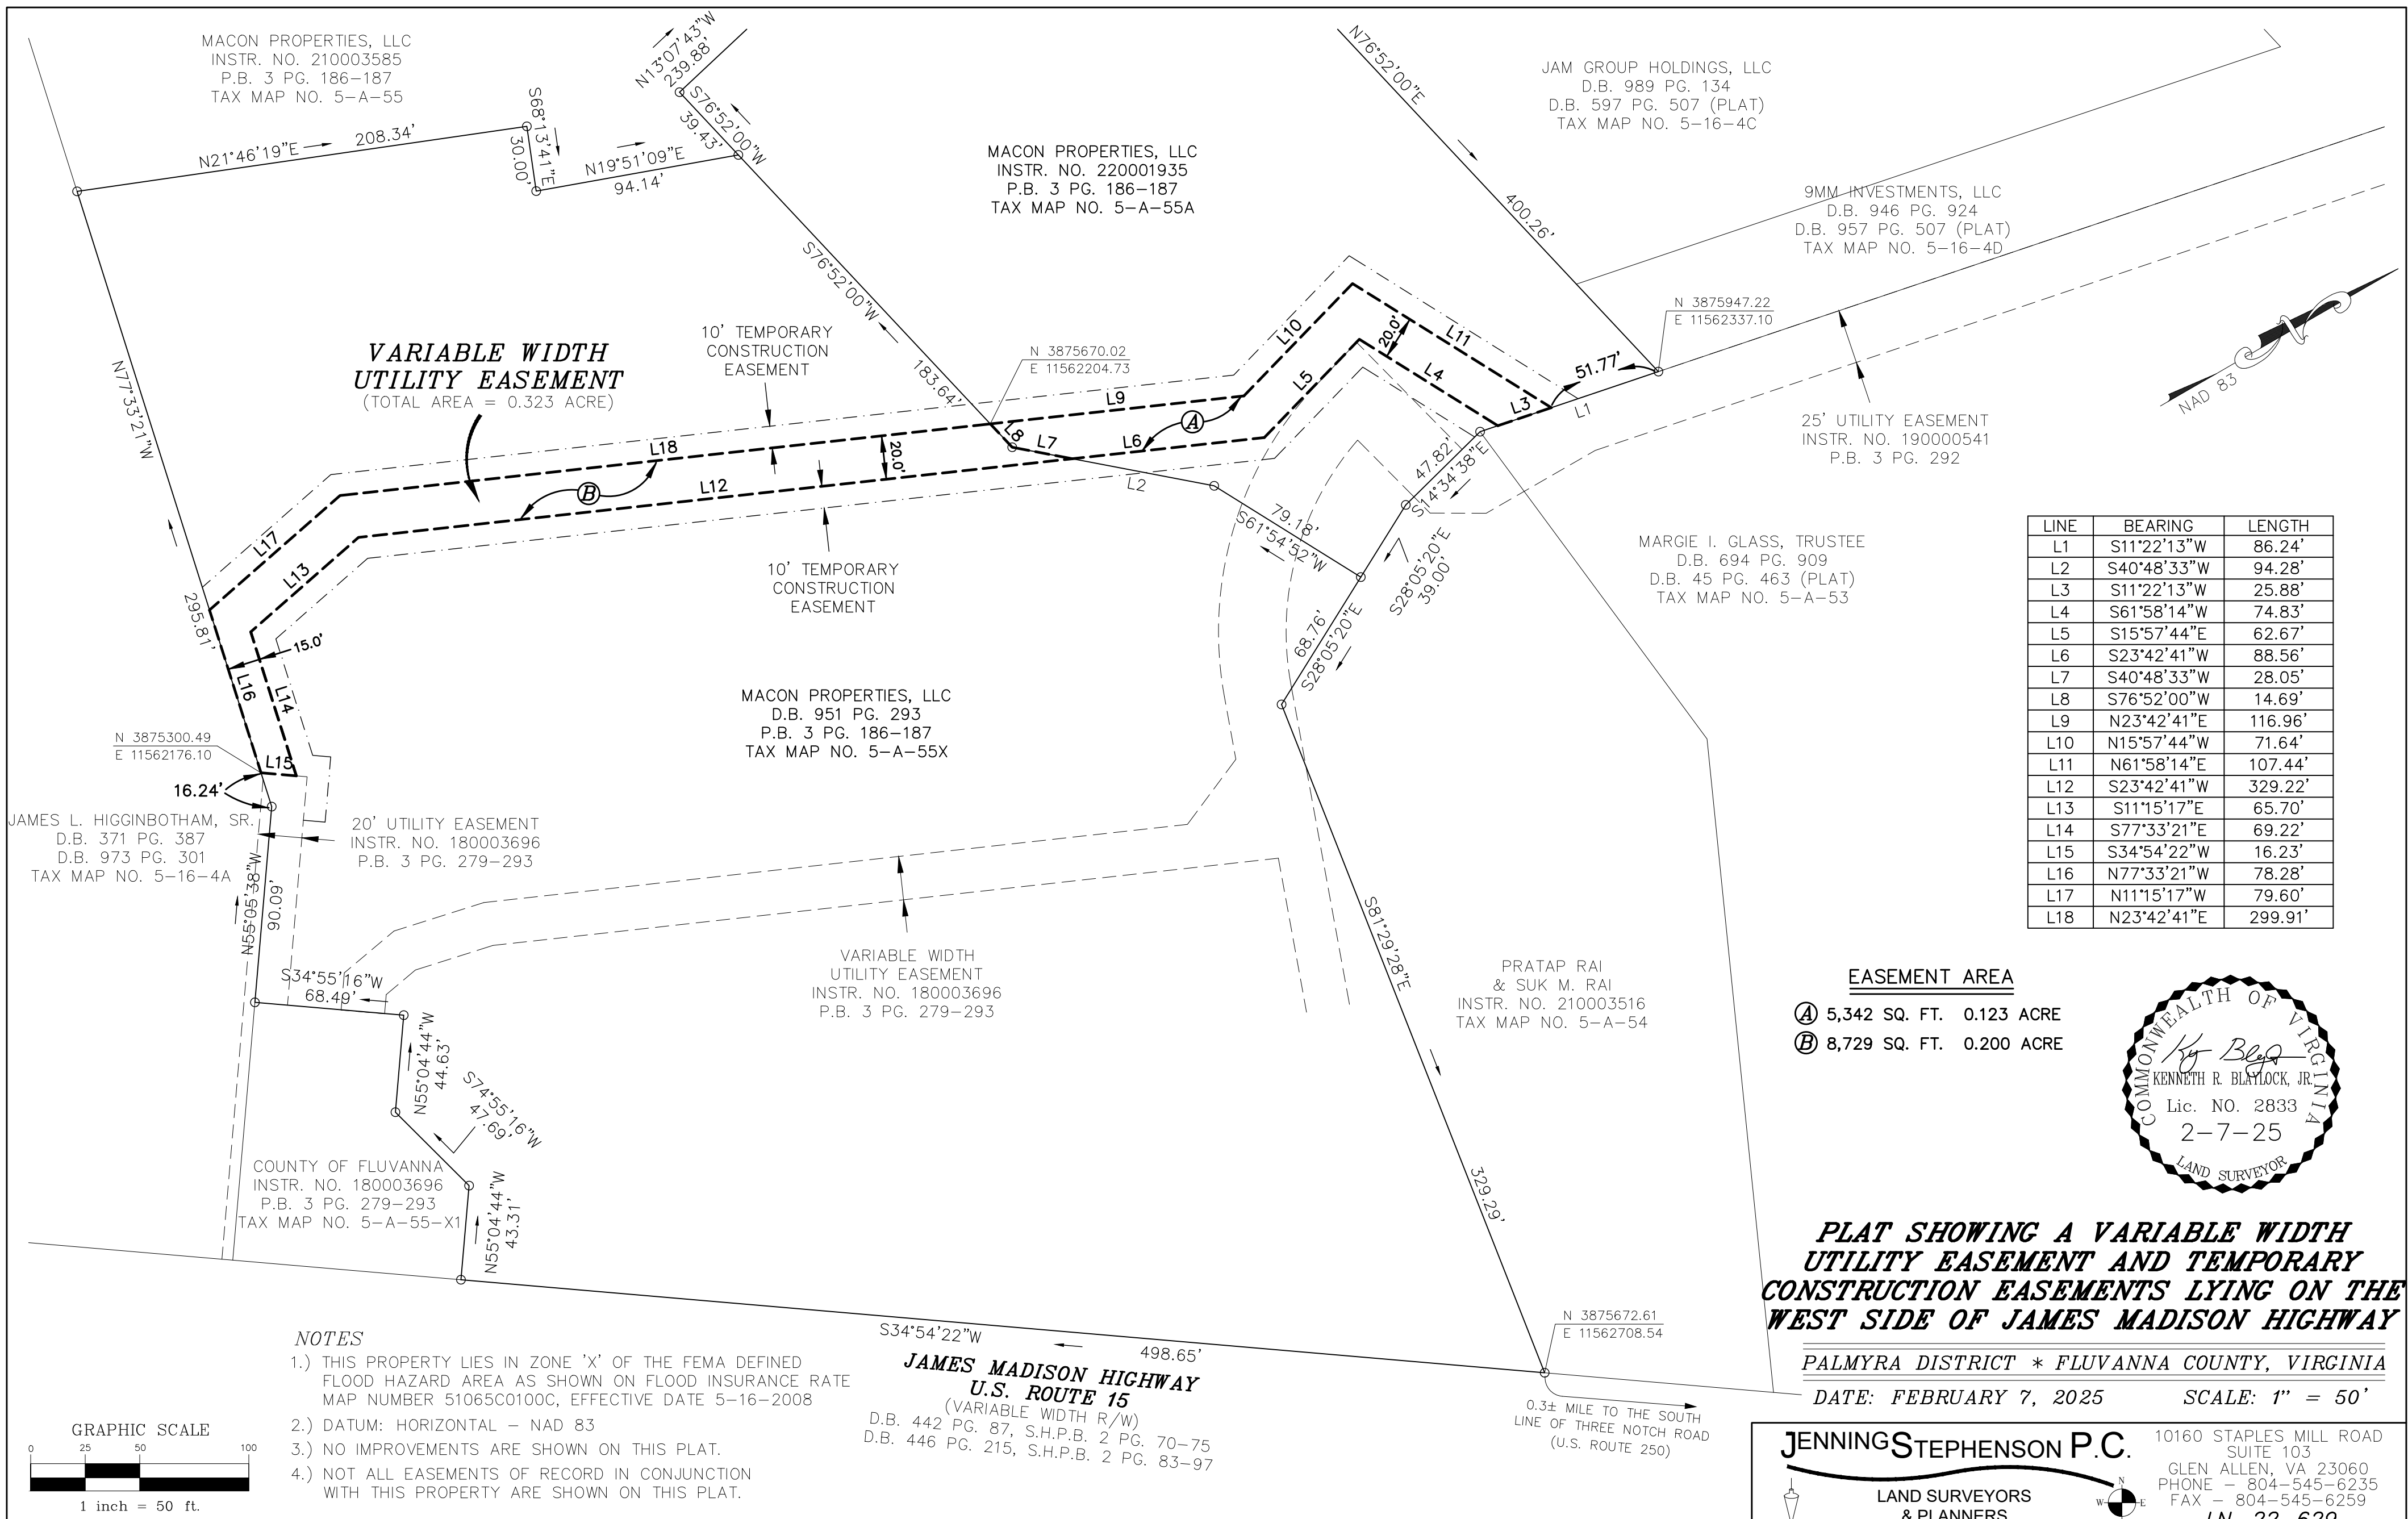 MACON PROPERTIES, LLC
INSTR. NO. 210003585
P.B. 3 PG. 186-187
TAX MAP NO. 5-A-55
N21°46'19"E
208.34'
S68°13'41"E
30.00'
N19°51'09"E
94.14'
N13°07'43"W
239.88'
S76°52'00"W
39.43'
MACON PROPERTIES, LLC
INSTR. NO. 220001935
P.B. 3 PG. 186-187
TAX MAP NO. 5-A-55A
N76°52'00"E
400.26'
JAM GROUP HOLDINGS, LLC
D.B. 989 PG. 134
D.B. 597 PG. 507 (PLAT)
TAX MAP NO. 5-16-4C
9MM INVESTMENTS, LLC
D.B. 946 PG. 924
D.B. 957 PG. 507 (PLAT)
TAX MAP NO. 5-16-4D
N 3875947.22
E 11562337.10
NAD 83
25' UTILITY EASEMENT
INSTR. NO. 190000541
P.B. 3 PG. 292
S76°52'00"W
183.64'
N 3875670.02
E 11562204.73
10' TEMPORARY
CONSTRUCTION
EASEMENT
VARIABLE WIDTH
UTILITY EASEMENT
(TOTAL AREA = 0.323 ACRE)
N77°33'21"W
295.81'
L18
L9
L10
L11
20.0'
51.77'
L1
L3
L4
L5
L6
A
L7
L8
20.0'
L12
B
L2
L17
L13
47.82'
S14°34'38"E
79.18'
S61°54'52"W
S28°05'20"E
39.00'
68.76'
S28°05'20"E
10' TEMPORARY
CONSTRUCTION
EASEMENT
MARGIE I. GLASS, TRUSTEE
D.B. 694 PG. 909
D.B. 45 PG. 463 (PLAT)
TAX MAP NO. 5-A-53
15.0'
L16
L14
L15
N 3875300.49
E 11562176.10
16.24'
MACON PROPERTIES, LLC
D.B. 951 PG. 293
P.B. 3 PG. 186-187
TAX MAP NO. 5-A-55X
JAMES L. HIGGINBOTHAM, SR.
D.B. 371 PG. 387
D.B. 973 PG. 301
TAX MAP NO. 5-16-4A
20' UTILITY EASEMENT
INSTR. NO. 180003696
P.B. 3 PG. 279-293
N55°05'38"W
90.09'
S34°55'16"W
68.49'
N55°04'44"W
44.63'
S74°55'16"W
47.69'
N55°04'44"W
43.31'
COUNTY OF FLUVANNA
INSTR. NO. 180003696
P.B. 3 PG. 279-293
TAX MAP NO. 5-A-55-X1
VARIABLE WIDTH
UTILITY EASEMENT
INSTR. NO. 180003696
P.B. 3 PG. 279-293
S81°29'28"E
329.29'
PRATAP RAI
& SUK M. RAI
INSTR. NO. 210003516
TAX MAP NO. 5-A-54
LINE BEARING LENGTH
L1 S11°22'13"W 86.24'
L2 S40°48'33"W 94.28'
L3 S11°22'13"W 25.88'
L4 S61°58'14"W 74.83'
L5 S15°57'44"E 62.67'
L6 S23°42'41"W 88.56'
L7 S40°48'33"W 28.05'
L8 S76°52'00"W 14.69'
L9 N23°42'41"E 116.96'
L10 N15°57'44"W 71.64'
L11 N61°58'14"E 107.44'
L12 S23°42'41"W 329.22'
L13 S11°15'17"E 65.70'
L14 S77°33'21"E 69.22'
L15 S34°54'22"W 16.23'
L16 N77°33'21"W 78.28'
L17 N11°15'17"W 79.60'
L18 N23°42'41"E 299.91'
EASEMENT AREA
A 5,342 SQ. FT. 0.123 ACRE
B 8,729 SQ. FT. 0.200 ACRE
COMMONWEALTH OF VIRGINIA
KENNETH R. BLAYLOCK, JR.
Lic. NO. 2833
2-7-25
LAND SURVEYOR
PLAT SHOWING A VARIABLE WIDTH
UTILITY EASEMENT AND TEMPORARY
CONSTRUCTION EASEMENTS LYING ON THE
WEST SIDE OF JAMES MADISON HIGHWAY
PALMYRA DISTRICT * FLUVANNA COUNTY, VIRGINIA
DATE: FEBRUARY 7, 2025 SCALE: 1" = 50'
S34°54'22"W
498.65'
N 3875672.61
E 11562708.54
0.3± MILE TO THE SOUTH
LINE OF THREE NOTCH ROAD
(U.S. ROUTE 250)
JAMES MADISON HIGHWAY
U.S. ROUTE 15
(VARIABLE WIDTH R/W)
D.B. 442 PG. 87, S.H.P.B. 2 PG. 70-75
D.B. 446 PG. 215, S.H.P.B. 2 PG. 83-97
NOTES
1.) THIS PROPERTY LIES IN ZONE 'X' OF THE FEMA DEFINED
FLOOD HAZARD AREA AS SHOWN ON FLOOD INSURANCE RATE
MAP NUMBER 51065C0100C, EFFECTIVE DATE 5-16-2008
2.) DATUM: HORIZONTAL - NAD 83
3.) NO IMPROVEMENTS ARE SHOWN ON THIS PLAT.
4.) NOT ALL EASEMENTS OF RECORD IN CONJUNCTION
WITH THIS PROPERTY ARE SHOWN ON THIS PLAT.
GRAPHIC SCALE
0 25 50 100
1 inch = 50 ft.
JENNINGSTEPHENSON P.C.
LAND SURVEYORS
& PLANNERS
N
W E
10160 STAPLES MILL ROAD
SUITE 103
GLEN ALLEN, VA 23060
PHONE - 804-545-6235
FAX - 804-545-6259